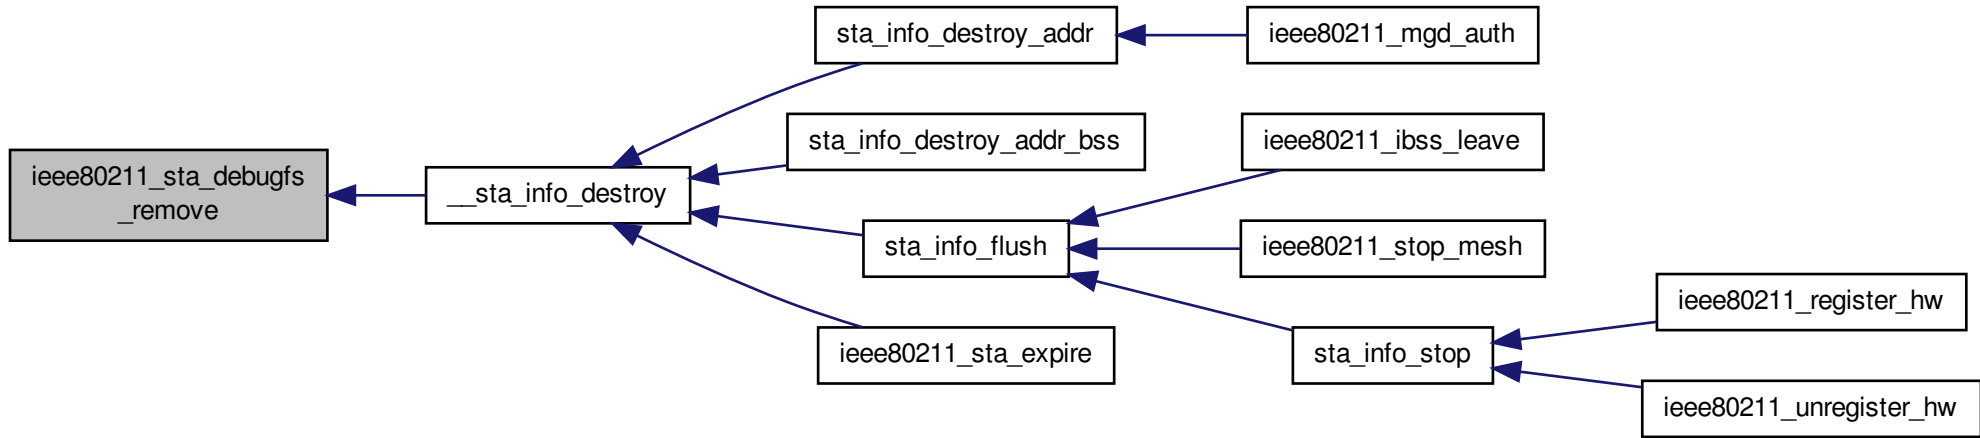 sta_info_destroy_addr
ieee80211_mgd_auth
sta_info_destroy_addr_bss
ieee80211_ibss_leave
ieee80211_sta_debugfs
_remove
__sta_info_destroy
sta_info_flush
ieee80211_stop_mesh
ieee80211_register_hw
ieee80211_sta_expire
sta_info_stop
ieee80211_unregister_hw